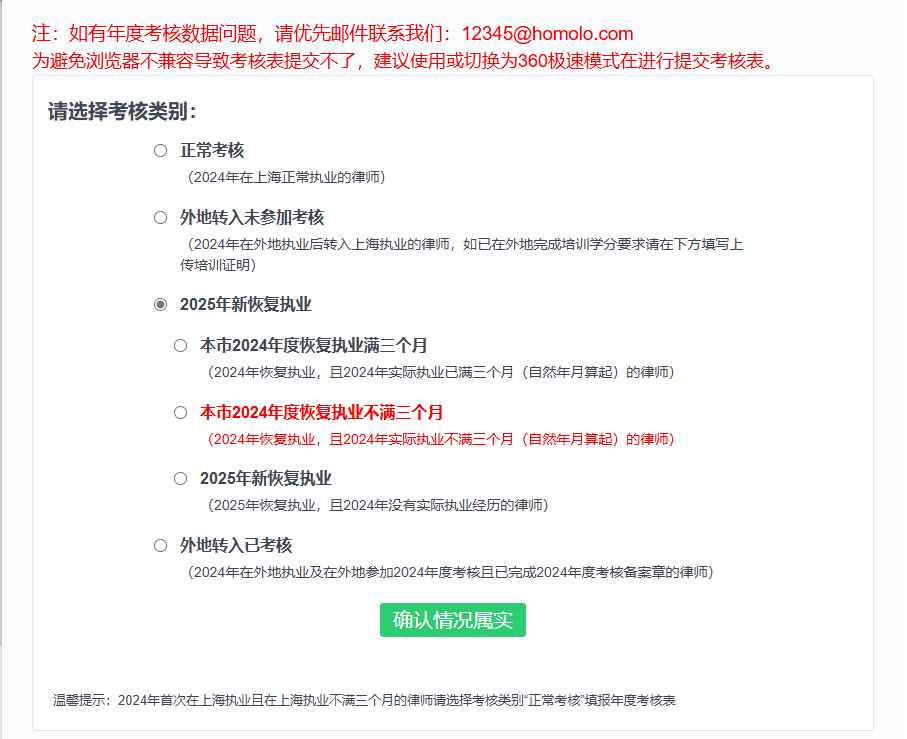 注：如有年度考核数据问题，请优先邮件联系我们：12345@homolo.com
为避免浏览器不兼容导致考核表提交不了，建议使用或切换为360极速模式在进行提交考核表。
请选择考核类别：
正常考核
（2024年在上海正常执业的律师）
外地转入未参加考核
（2024年在外地执业后转入上海执业的律师，如已在外地完成培训学分要求请在下方填写上
传培训证明）
2025年新恢复执业
本市2024年度恢复执业满三个月
（2024年恢复执业，且2024年实际执业已满三个月（自然年月算起）的律师）
本市2024年度恢复执业不满三个月
（2024年恢复执业，且2024年实际执业不满三个月（自然年月算起）的律师）
2025年新恢复执业
（2025年恢复执业，且2024年没有实际执业经历的律师）
外地转入已考核
（2024年在外地执业及在外地参加2024年度考核且已完成2024年度考核备案章的律师）
确认情况属实
温馨提示：2024年首次在上海执业且在上海执业不满三个月的律师请选择考核类别“正常考核”填报年度考核表